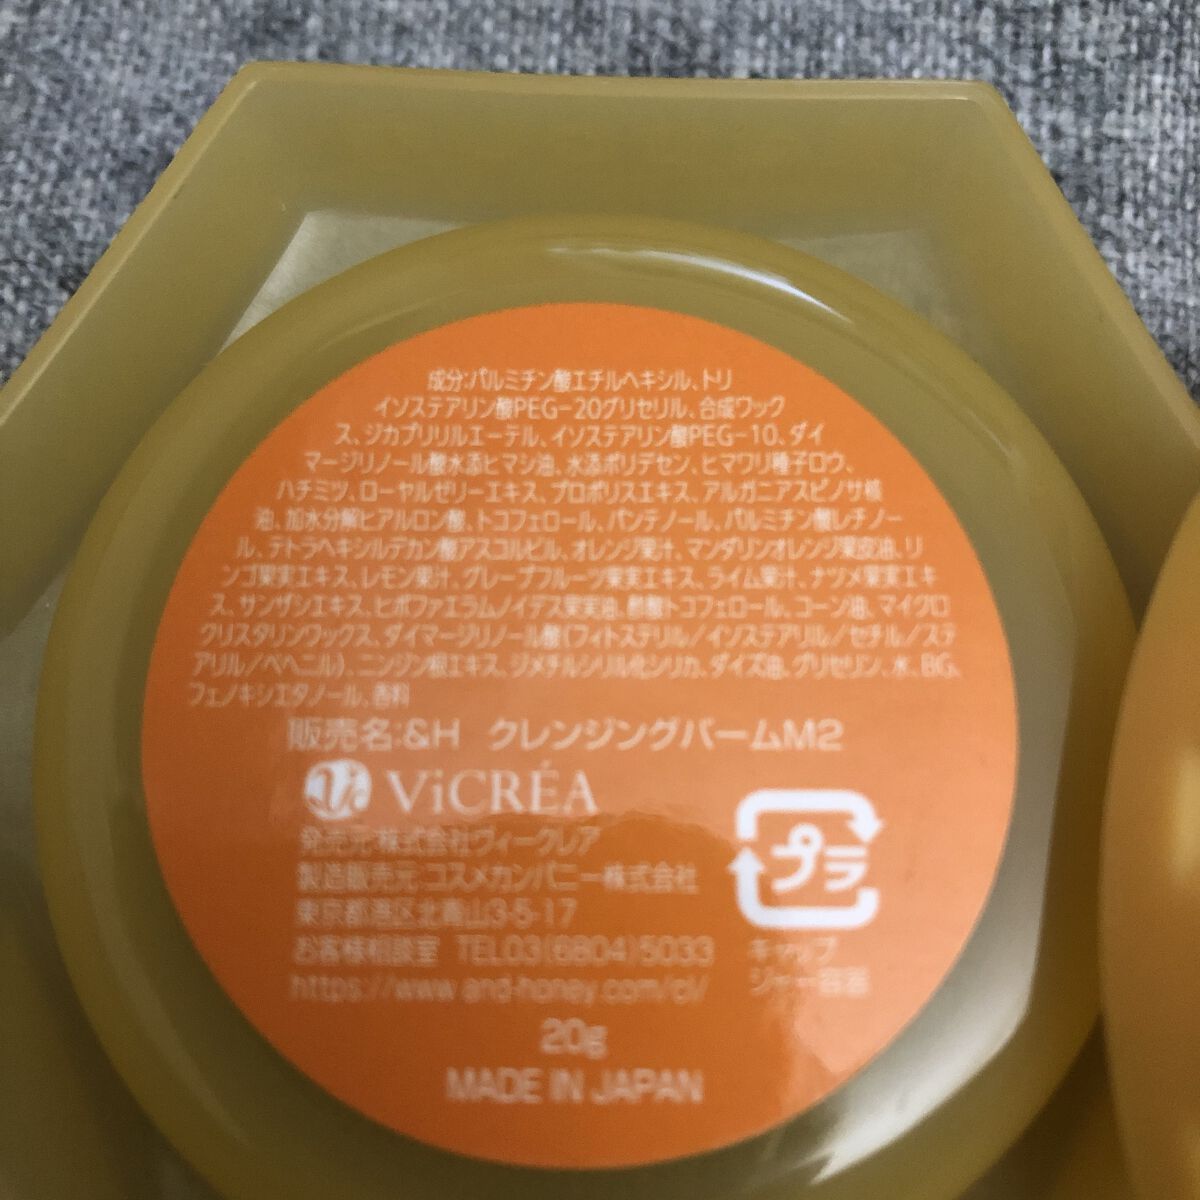 成分:パルミチン酸エチルヘキシル、トリ
イソステアリン酸PEG-20グリセリル、合成ワック
ス、ジカプリリルエーテル、イソステアリン酸PEG-10、ダイ
マージリノール酸水添ヒマシ油、水添ポリデセン、ヒマワリ種子ロウ、
ハチミツ、ローヤルゼリーエキス、プロポリスエキス、アルガニアスピノサ核
油、加水分解ヒアルロン酸、トコフェロール、パンテノール、パルミチン酸レチノー
ル、テトラヘキシルデカン酸アスコルビル、オレンジ果汁、マンダリンオレンジ果皮油、リ
ンゴ果実エキス、レモン果汁、グレープフルーツ果実エキス、ライム果汁、ナツメ果実エキ
ス、サンザシエキス、ヒポファエラムノイデス果実油、酢酸トコフェロール、コーン油、マイクロ
クリスタリンワックス、ダイマージリノール酸(フィトステリル/イソステアリル/セチル/ステ
アリル/ベヘニル)、ニンジン根エキス、ジメチルシリル化シリカ、ダイズ油、グリセリン、水、BG、
フェノキシエタノール、香料
販売名:&H クレンジングバームM2
ViCRÉA
発売元:株式会社ヴィークレア
製造販売元:コスメカンパニー株式会社
東京都港区北青山3-5-17
お客様相談室 TEL03(6804)5033
https://www.and-honey.com/cl/
20g
MADE IN JAPAN
プラ
キャップ
ジャー容器